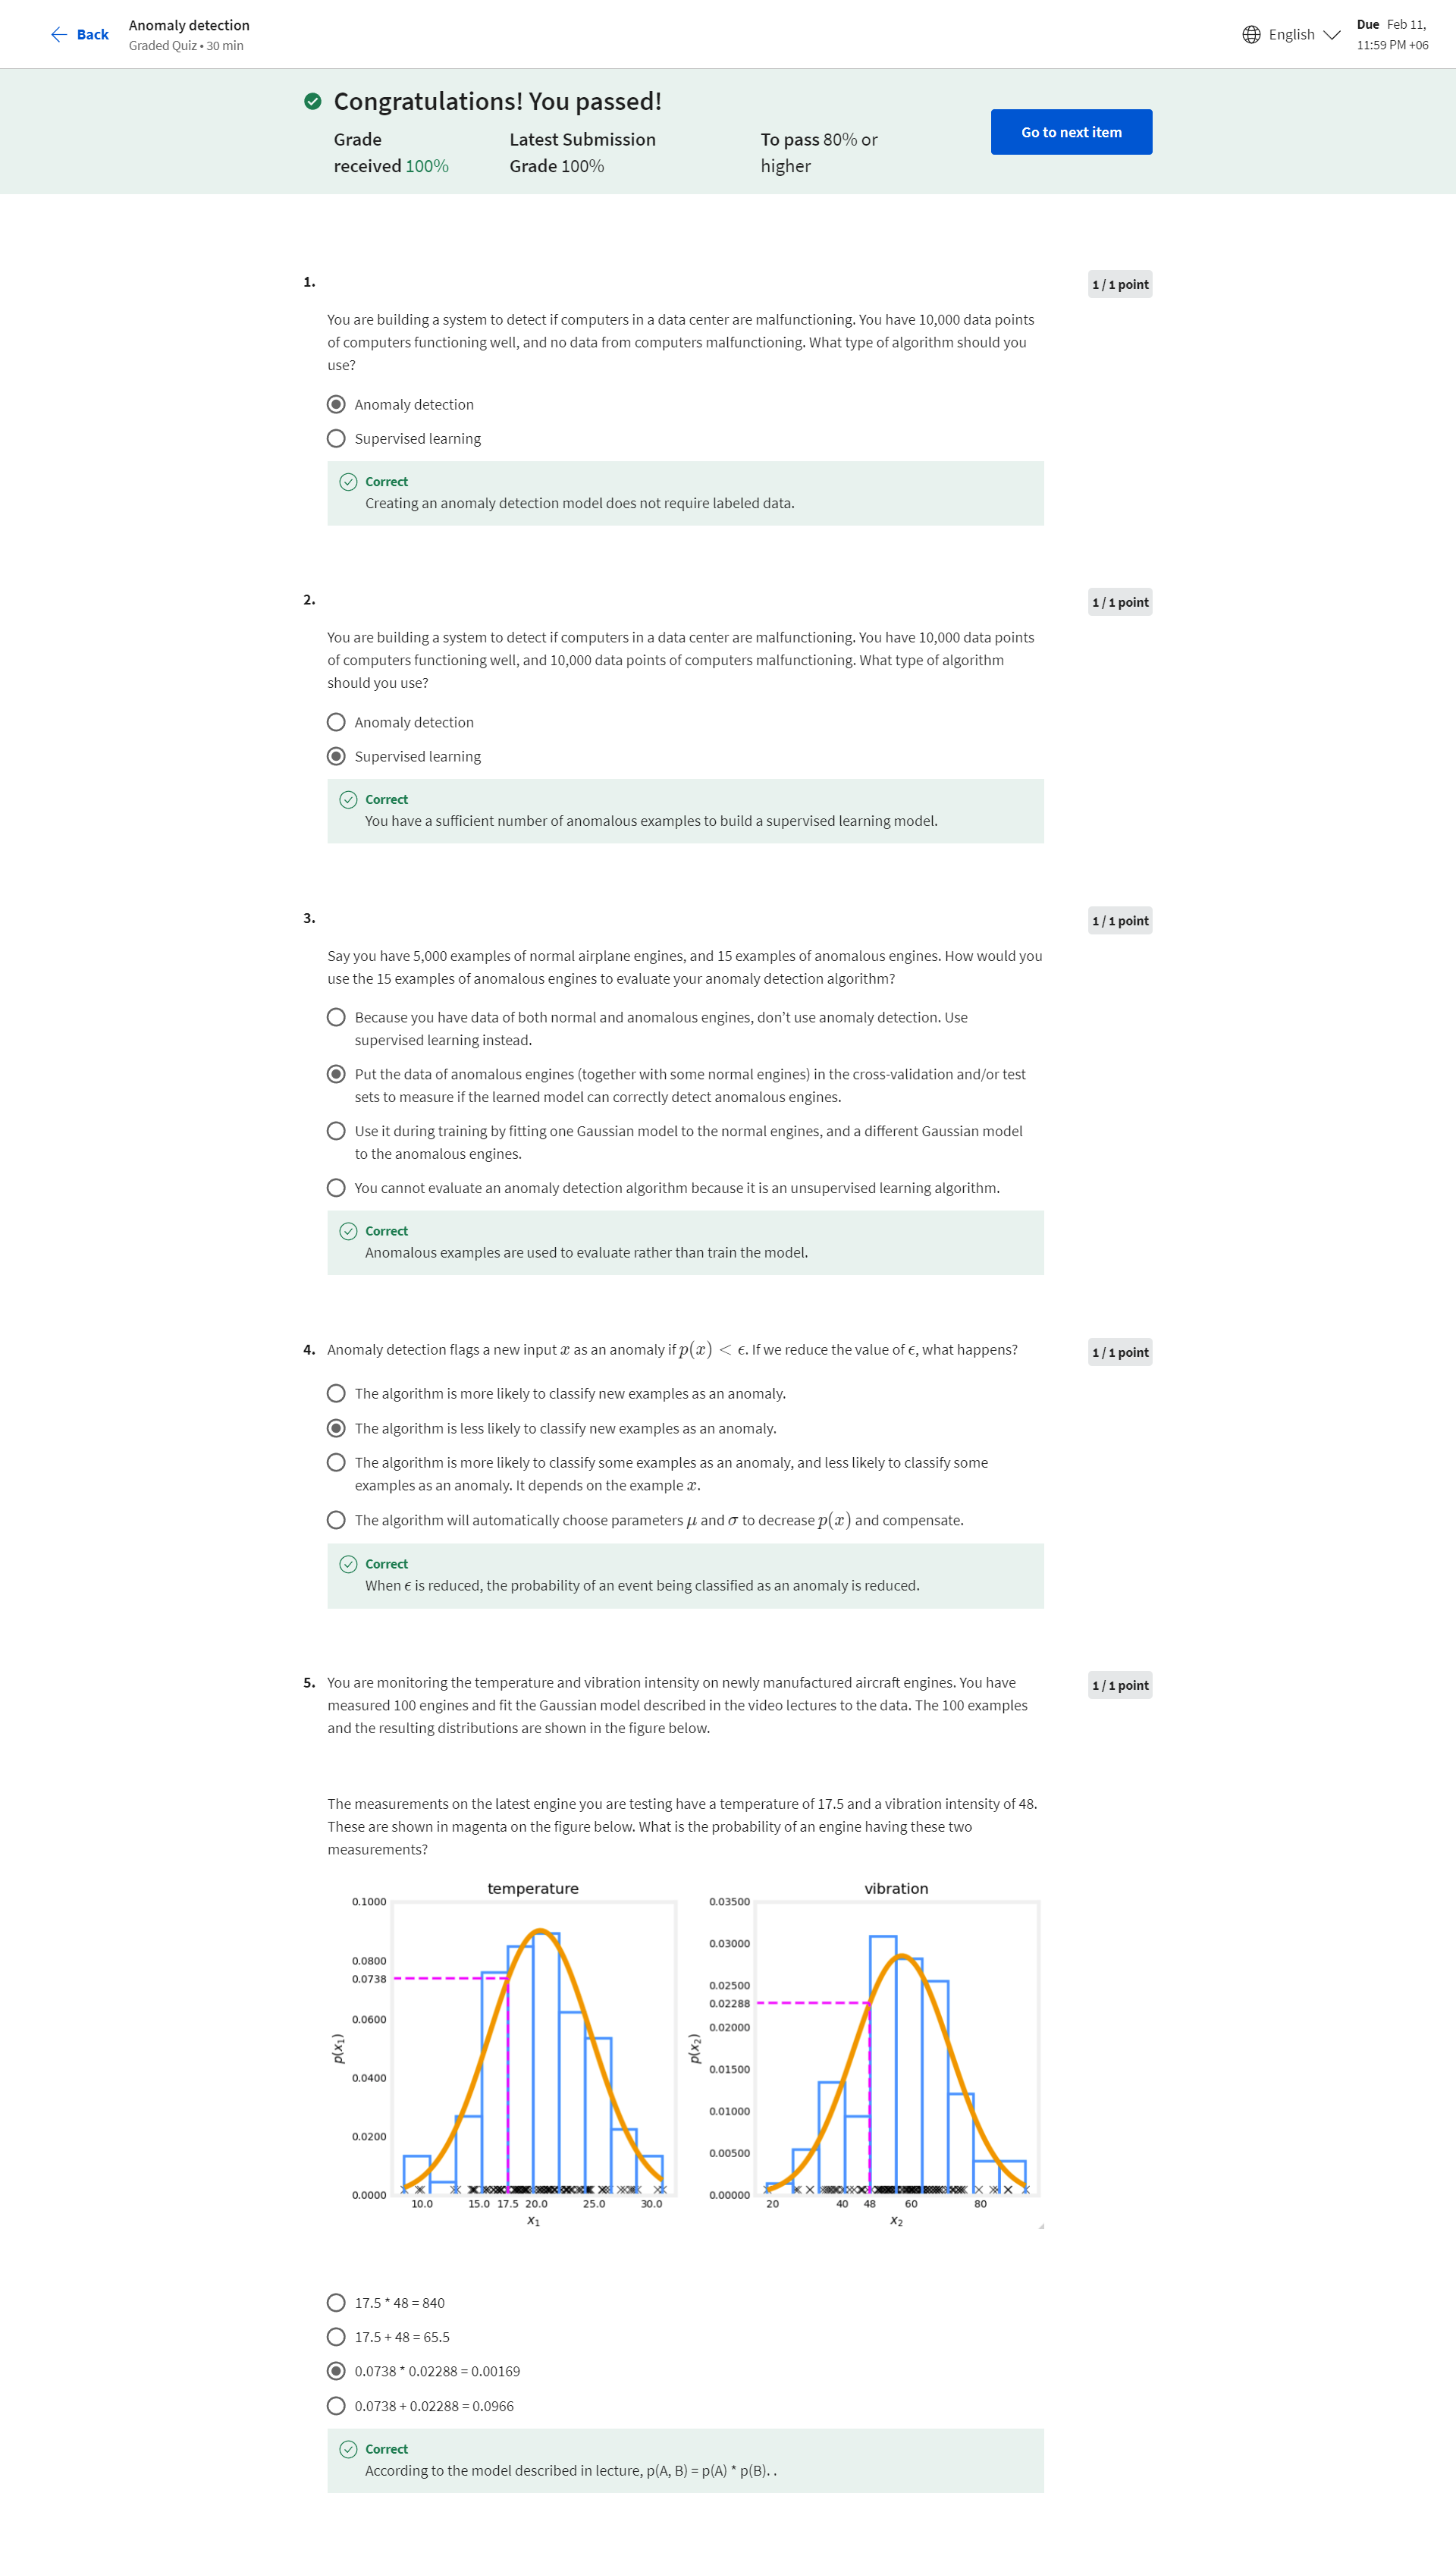 Back
Anomaly detection
Graded Quiz • 30 min
English
Due Feb 11,
11:59 PM +06
Congratulations! You passed!
Grade
received 100%
Latest Submission
Grade 100%
To pass 80% or
higher
Go to next item
1.
1 / 1 point
You are building a system to detect if computers in a data center are malfunctioning. You have 10,000 data points
of computers functioning well, and no data from computers malfunctioning. What type of algorithm should you
use?
Anomaly detection
Supervised learning
Correct
Creating an anomaly detection model does not require labeled data.
2.
1 / 1 point
You are building a system to detect if computers in a data center are malfunctioning. You have 10,000 data points
of computers functioning well, and 10,000 data points of computers malfunctioning. What type of algorithm
should you use?
Anomaly detection
Supervised learning
Correct
You have a sufficient number of anomalous examples to build a supervised learning model.
3.
1 / 1 point
Say you have 5,000 examples of normal airplane engines, and 15 examples of anomalous engines. How would you
use the 15 examples of anomalous engines to evaluate your anomaly detection algorithm?
Because you have data of both normal and anomalous engines, don’t use anomaly detection. Use
supervised learning instead.
Put the data of anomalous engines (together with some normal engines) in the cross-validation and/or test
sets to measure if the learned model can correctly detect anomalous engines.
Use it during training by fitting one Gaussian model to the normal engines, and a different Gaussian model
to the anomalous engines.
You cannot evaluate an anomaly detection algorithm because it is an unsupervised learning algorithm.
Correct
Anomalous examples are used to evaluate rather than train the model.
4. Anomaly detection flags a new input x as an anomaly if p(x) < ϵ. If we reduce the value of ϵ, what happens?
1 / 1 point
The algorithm is more likely to classify new examples as an anomaly.
The algorithm is less likely to classify new examples as an anomaly.
The algorithm is more likely to classify some examples as an anomaly, and less likely to classify some
examples as an anomaly. It depends on the example x.
The algorithm will automatically choose parameters μ and σ to decrease p(x) and compensate.
Correct
When ϵ is reduced, the probability of an event being classified as an anomaly is reduced.
5. You are monitoring the temperature and vibration intensity on newly manufactured aircraft engines. You have
1 / 1 point
measured 100 engines and fit the Gaussian model described in the video lectures to the data. The 100 examples
and the resulting distributions are shown in the figure below.
The measurements on the latest engine you are testing have a temperature of 17.5 and a vibration intensity of 48.
These are shown in magenta on the figure below. What is the probability of an engine having these two
measurements?
temperature
0.1000
0.0800
0.0738
0.0600
0.0400
0.0200
0.0000
p(x₁)
10.0 15.0 17.5 20.0 25.0 30.0
x₁
vibration
0.03500
0.03000
0.02500
0.02288
0.02000
0.01500
0.01000
0.00500
0.00000
p(x₂)
20 40 48 60 80
x₂
17.5 * 48 = 840
17.5 + 48 = 65.5
0.0738 * 0.02288 = 0.00169
0.0738 + 0.02288 = 0.0966
Correct
According to the model described in lecture, p(A, B) = p(A) * p(B). .